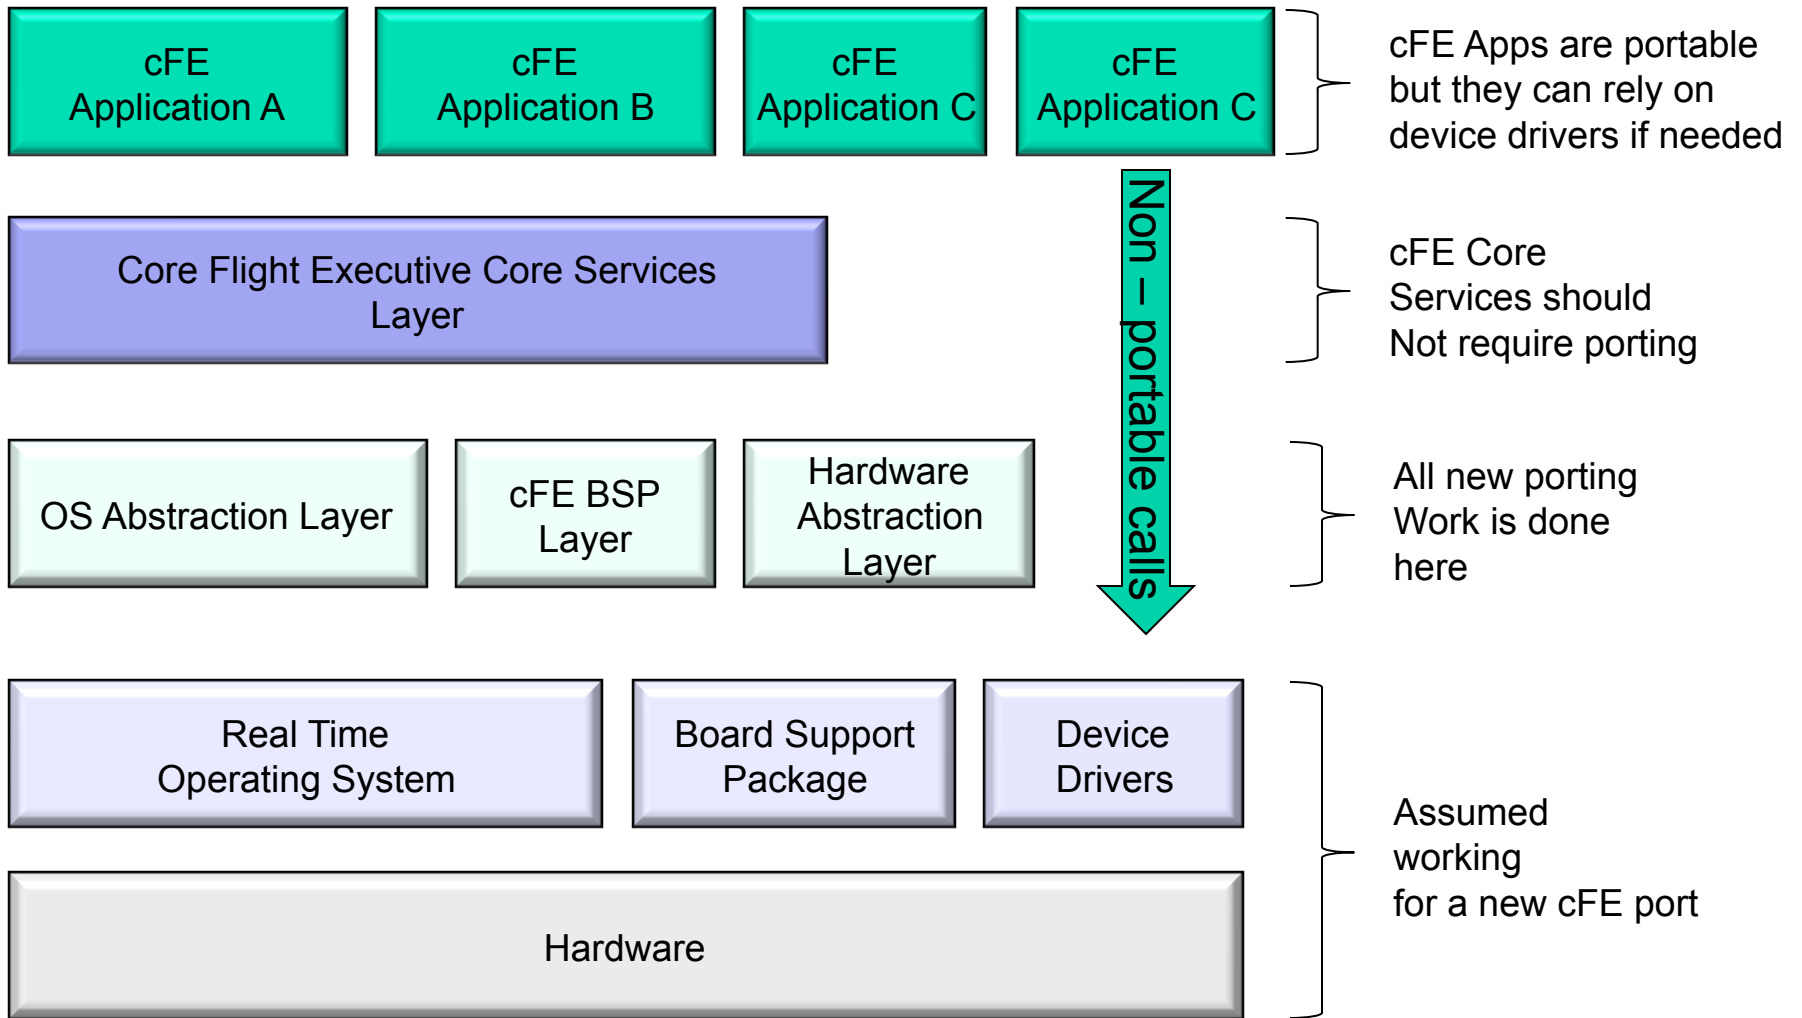 cFE
Application A
cFE
Application B
cFE
Application C
cFE
Application C
cFE Apps are portable
but they can rely on
device drivers if needed
Non – portable calls
Core Flight Executive Core Services
Layer
cFE Core
Services should
Not require porting
OS Abstraction Layer
cFE BSP
Layer
Hardware
Abstraction
Layer
All new porting
Work is done
here
Real Time
Operating System
Board Support
Package
Device
Drivers
Assumed
working
for a new cFE port
Hardware